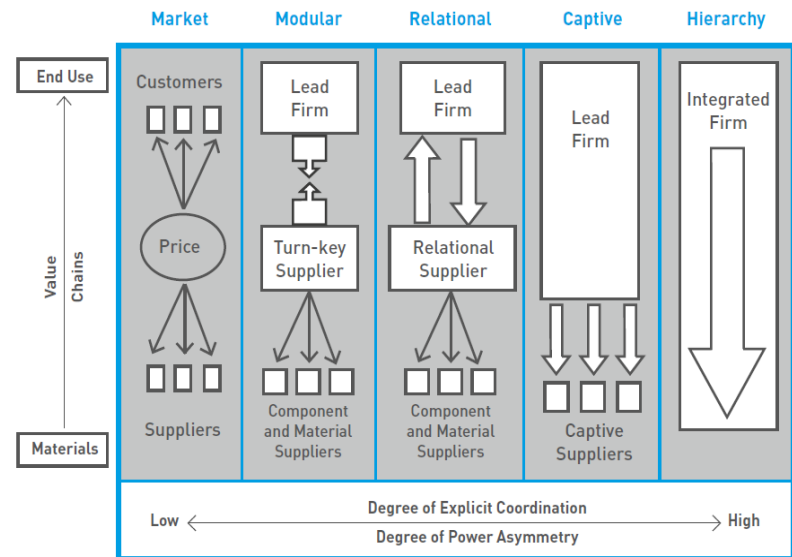 Market
Modular
Relational
Captive
Hierarchy
End Use
Value
Chains
Materials
Customers
Price
Suppliers
Lead
Firm
Turn-key
Supplier
Component
and Material
Suppliers
Lead
Firm
Relational
Supplier
Component
and Material
Suppliers
Lead
Firm
Captive
Suppliers
Integrated
Firm
Degree of Explicit Coordination
Low
High
Degree of Power Asymmetry